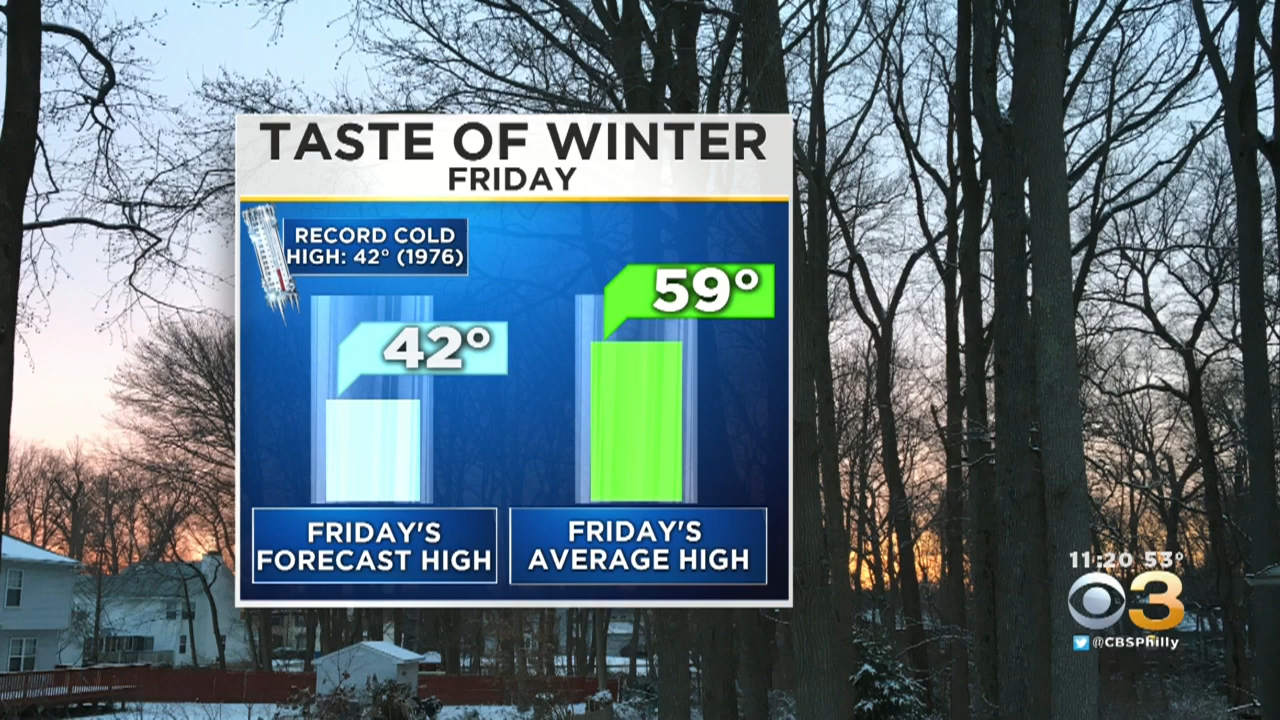 TASTE OF WINTER
FRIDAY
RECORD COLD
HIGH: 42° (1976)
42°
59°
FRIDAY'S
FORECAST HIGH
FRIDAY'S
AVERAGE HIGH
11:20 53°
3
@CBSPhilly